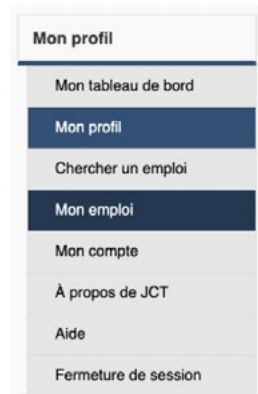 Mon profil
Mon tableau de bord
Mon profil
Chercher un emploi
Mon emploi
Mon compte
À propos de JCT
Aide
Fermeture de session